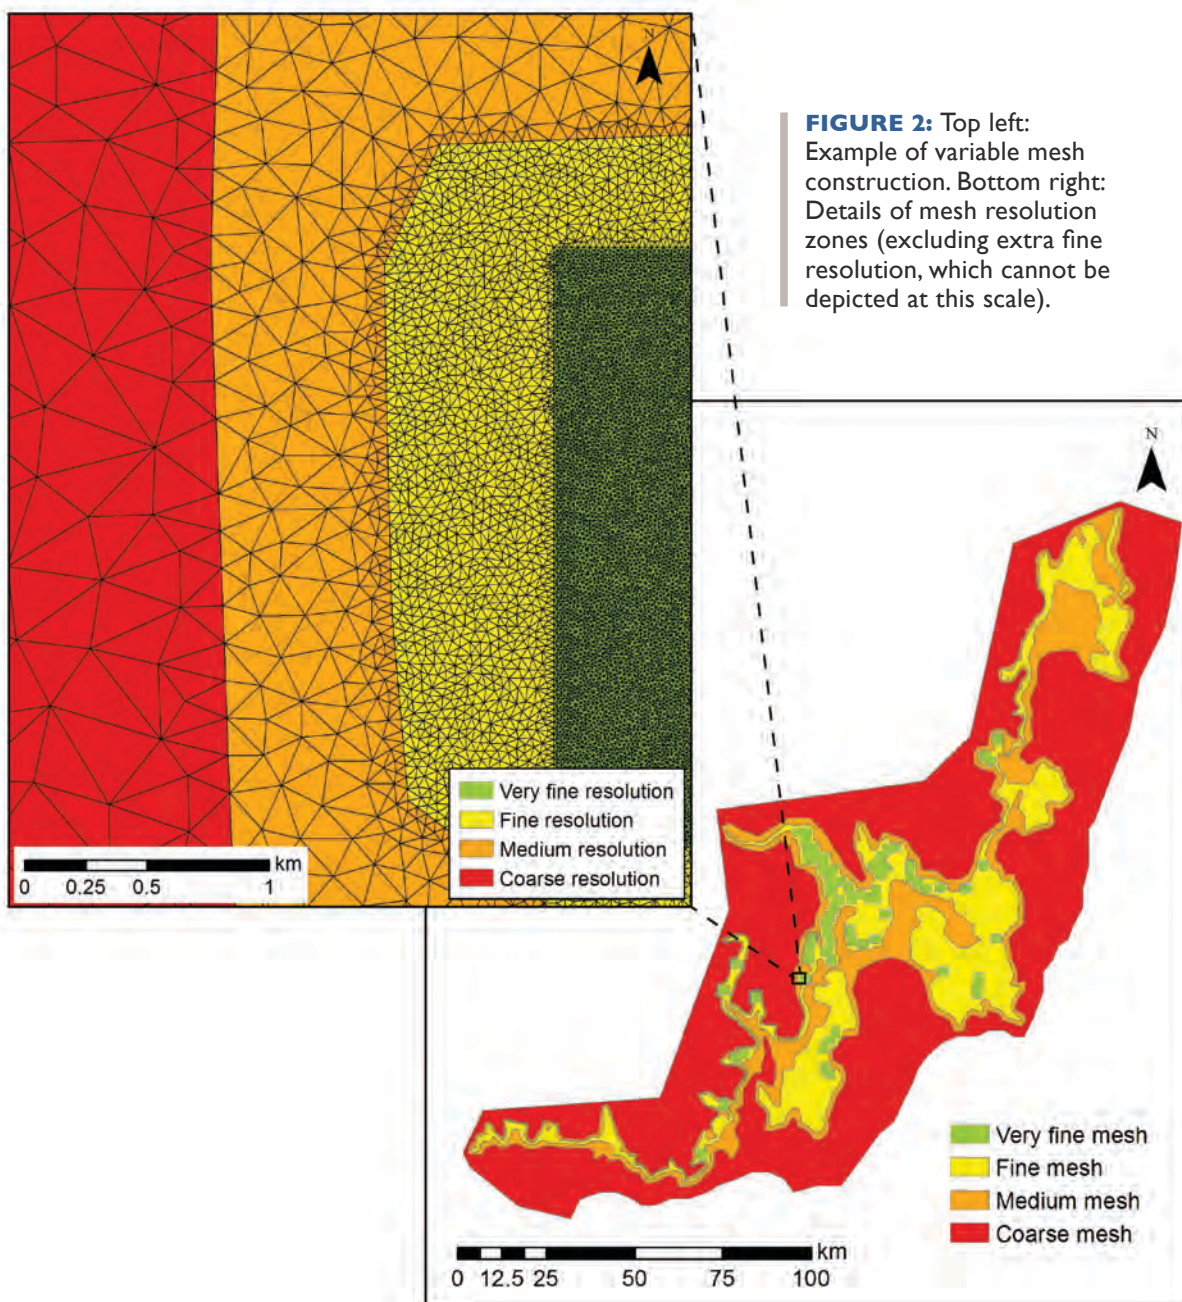 N
FIGURE 2: Top left:
Example of variable mesh
construction. Bottom right:
Details of mesh resolution
zones (excluding extra fine
resolution, which cannot be
depicted at this scale).
Very fine resolution
Fine resolution
Medium resolution
Coarse resolution
km
0 0.25 0.5 1
N
Very fine mesh
Fine mesh
Medium mesh
Coarse mesh
km
0 12.5 25 50 75 100